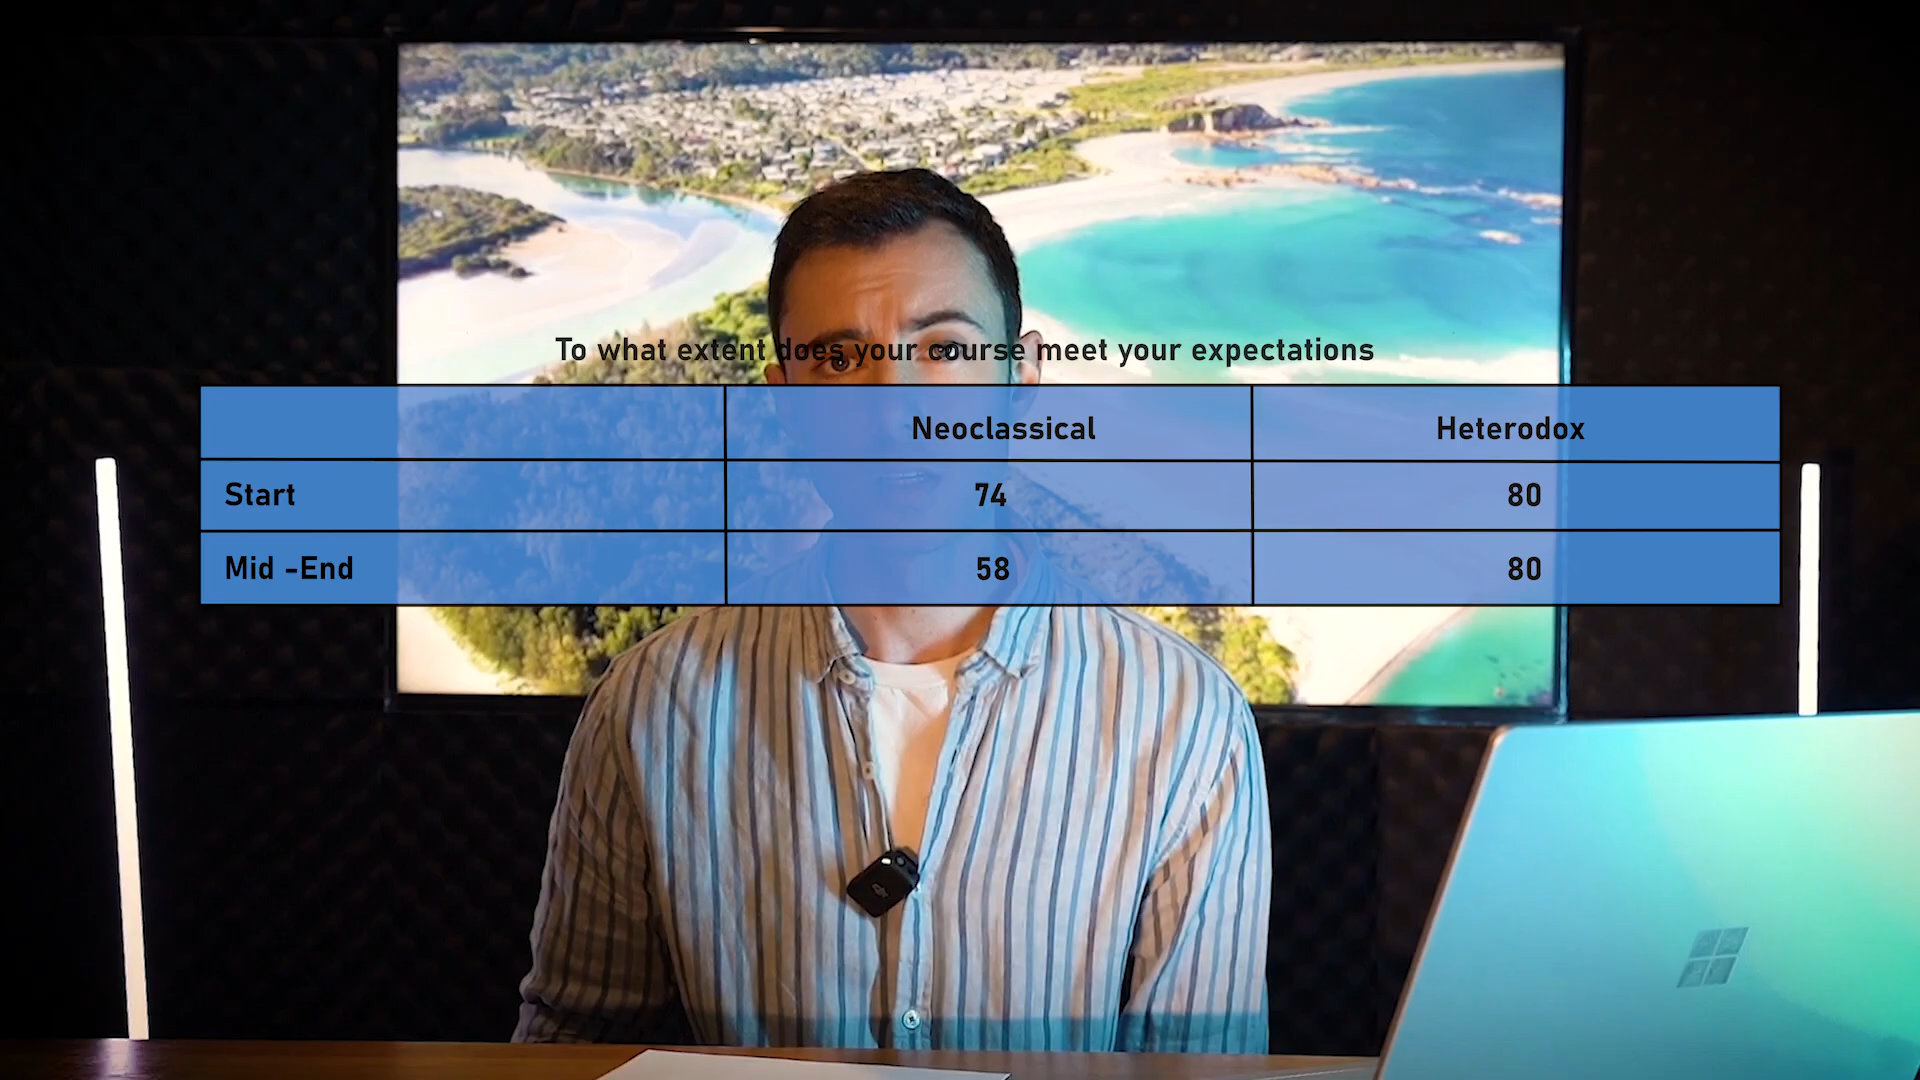 To what extent does your course meet your expectations
Neoclassical Heterodox
Start 74 80
Mid -End 58 80